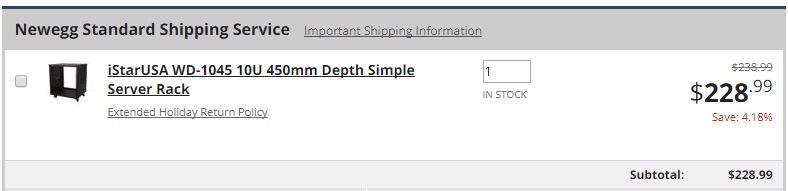 Newegg Standard Shipping Service Important Shipping Information
iStarUSA WD-1045 10U 450mm Depth Simple
Server Rack
Extended Holiday Return Policy
1
IN STOCK
$238.99
$228.99
Save: 4.18%
Subtotal: $228.99